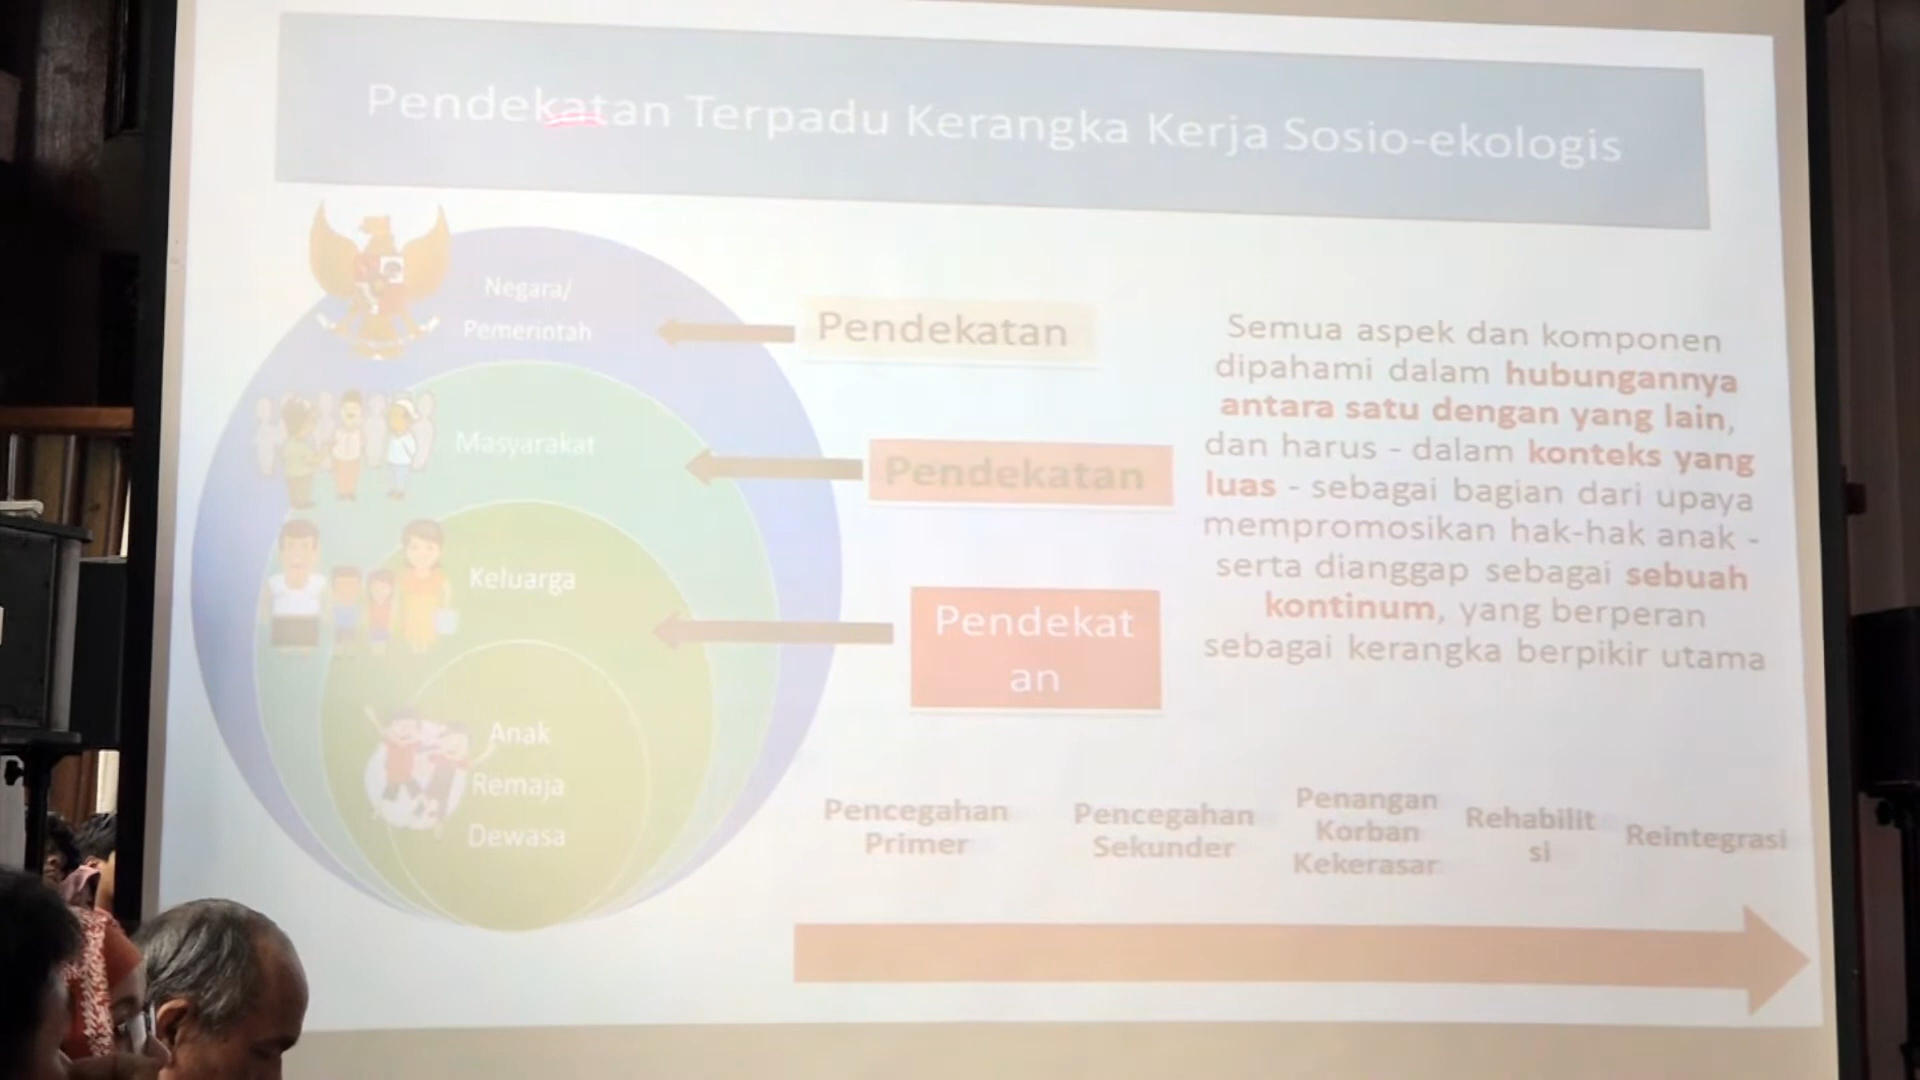 Pendekatan Terpadu Kerangka Kerja Sosio-ekologis
Negara/
Pemerintah
Masyarakat
Keluarga
Anak
Remaja
Dewasa
Pendekatan
Pendekatan
Pendekat
an
Semua aspek dan komponen
dipahami dalam hubungannya
antara satu dengan yang lain,
dan harus - dalam konteks yang
luas - sebagai bagian dari upaya
mempromosikan hak-hak anak -
serta dianggap sebagai sebuah
kontinum, yang berperan
sebagai kerangka berpikir utama
Pencegahan
Primer
Pencegahan
Sekunder
Penangan
Korban
Kekerasar
Rehabilit
si
Reintegrasi